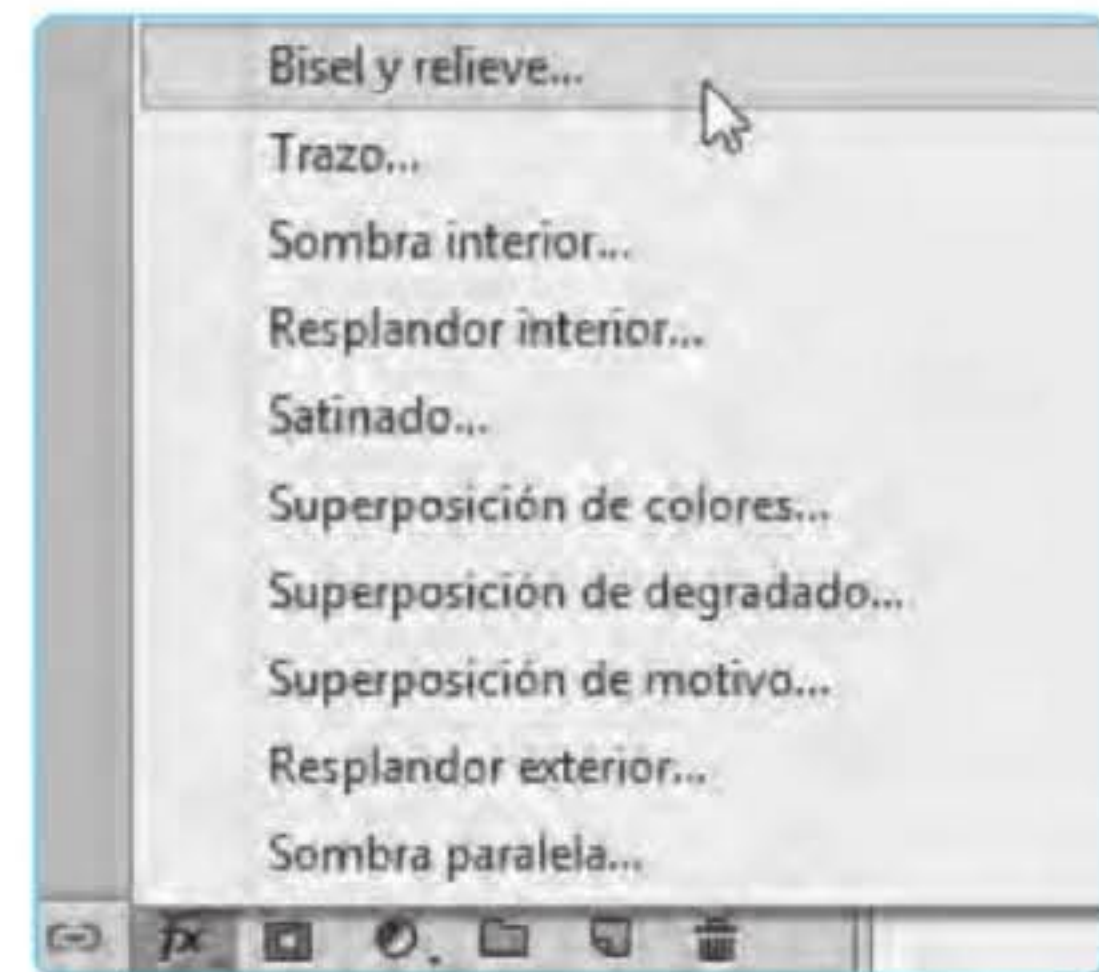 Bisel y relieve...
Trazo...
Sombra interior...
Resplandor interior...
Satinado...
Superposición de colores...
Superposición de degradado...
Superposición de motivo...
Resplandor exterior...
Sombra paralela...
fx